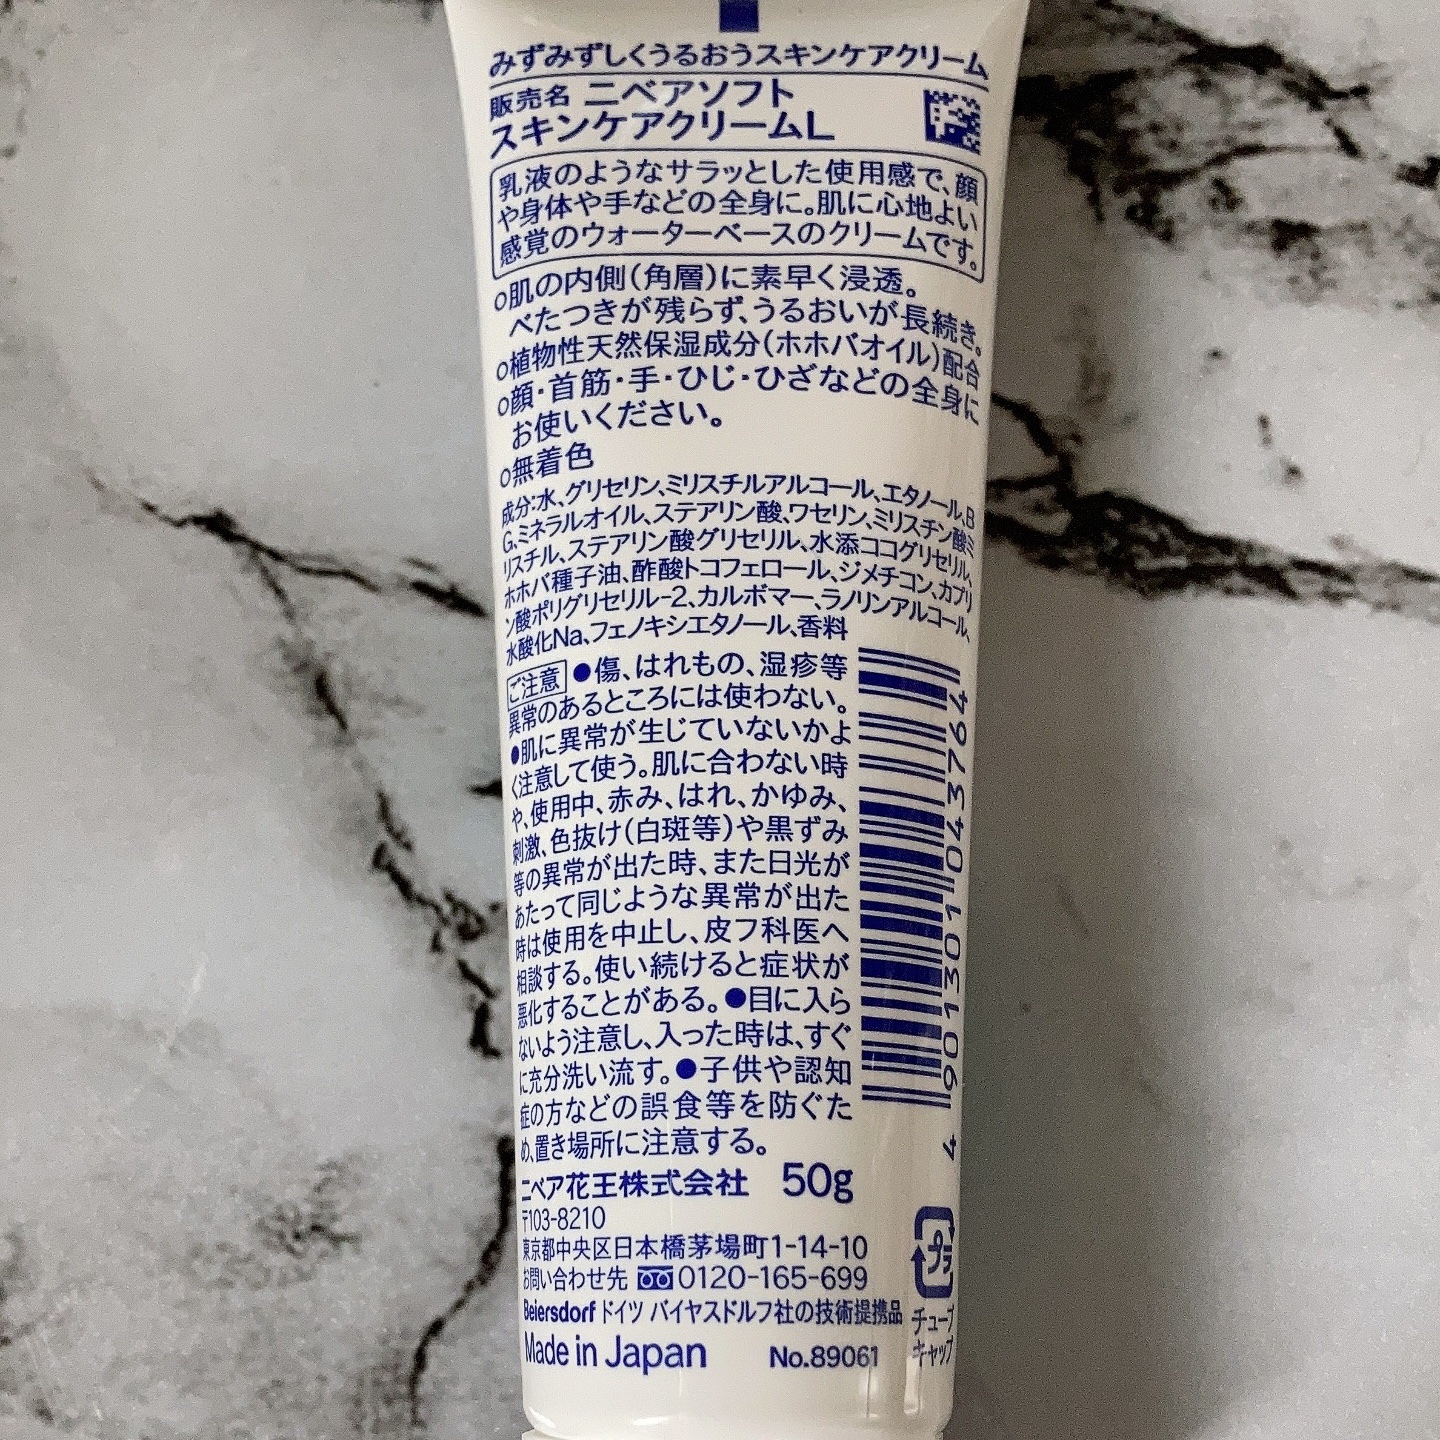 みずみずしくうるおうスキンケアクリーム
販売名 ニベアソフト
スキンケアクリームL
乳液のようなサラッとした使用感で、顔
や身体や手などの全身に。肌に心地よい
感覚のウォーターベースのクリームです。
○肌の内側(角層)に素早く浸透。
べたつきが残らず、うるおいが長続き。
○植物性天然保湿成分(ホホバオイル)配合
○顔・首筋・手・ひじ・ひざなどの全身に
お使いください。
○無着色
成分:水、グリセリン、ミリスチルアルコール、エタノール、B
G、ミネラルオイル、ステアリン酸、ワセリン、ミリスチン酸ミ
リスチル、ステアリン酸グリセリル、水添ココグリセリル、
ホホバ種子油、酢酸トコフェロール、ジメチコン、カプリ
ン酸ポリグリセリル-2、カルボマー、ラノリンアルコール、
水酸化Na、フェノキシエタノール、香料
ご注意 ●傷、はれもの、湿疹等
異常のあるところには使わない。
●肌に異常が生じていないかよ
く注意して使う。肌に合わない時
や、使用中、赤み、はれ、かゆみ、
刺激、色抜け(白斑等)や黒ずみ
等の異常が出た時、また日光が
あたって同じような異常が出た
時は使用を中止し、皮フ科医へ
相談する。使い続けると症状が
悪化することがある。●目に入ら
ないよう注意し、入った時は、すぐ
に充分洗い流す。●子供や認知
症の方などの誤食等を防ぐた
め、置き場所に注意する。
4 901301 043764
ニベア花王株式会社 50g
〒103-8210
東京都中央区日本橋茅場町1-14-10
お問い合わせ先 0120-165-699
Beiersdorf ドイツ バイヤスドルフ社の技術提携品
Made in Japan No.89061
プラ
チューブ
キャップ